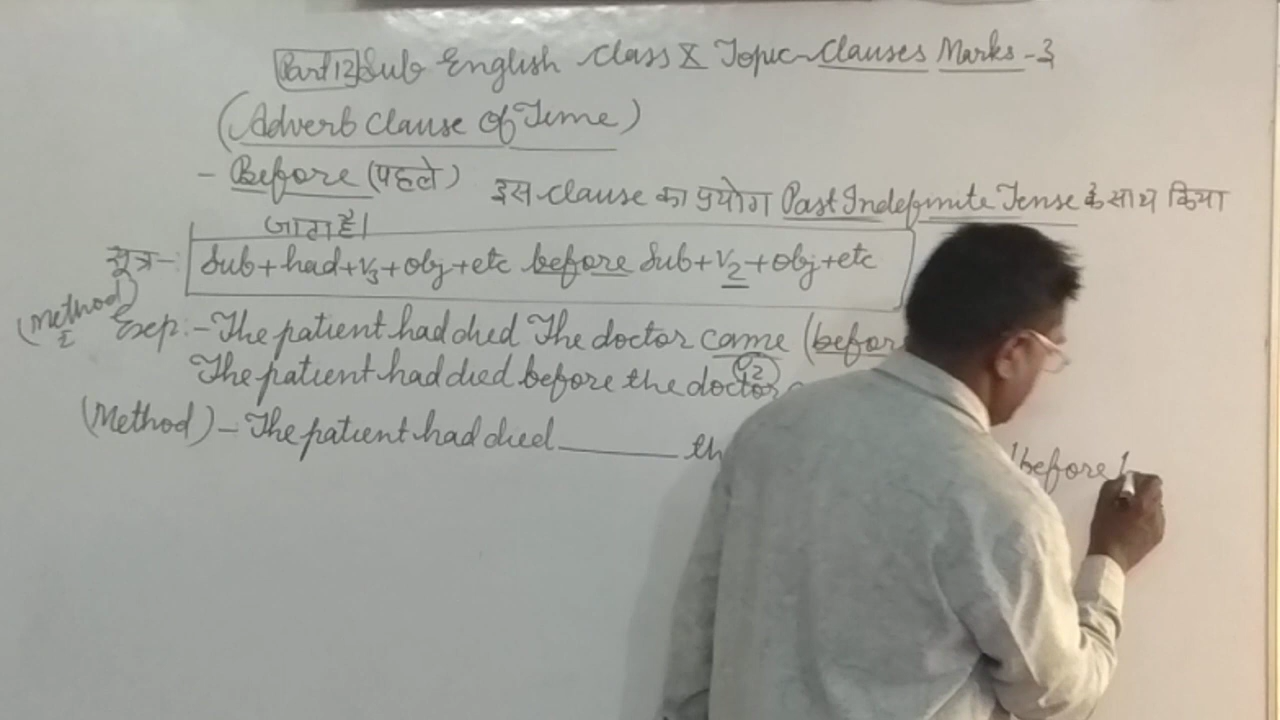 Part 12 Sub English Class X Topic - Clauses Marks - 3
(Adverb Clause of Time)
- Before (पहले) इस clause का प्रयोग Past Indefinite Tense के साथ किया
जाता है।
सूत्र - Sub + had + V3 + obj + etc before Sub + V2 + obj + etc
(Method)
Exp:- The patient had died The doctor came (befor
V2
The patient had died before the doctor
(Method) - The patient had died ______ th before